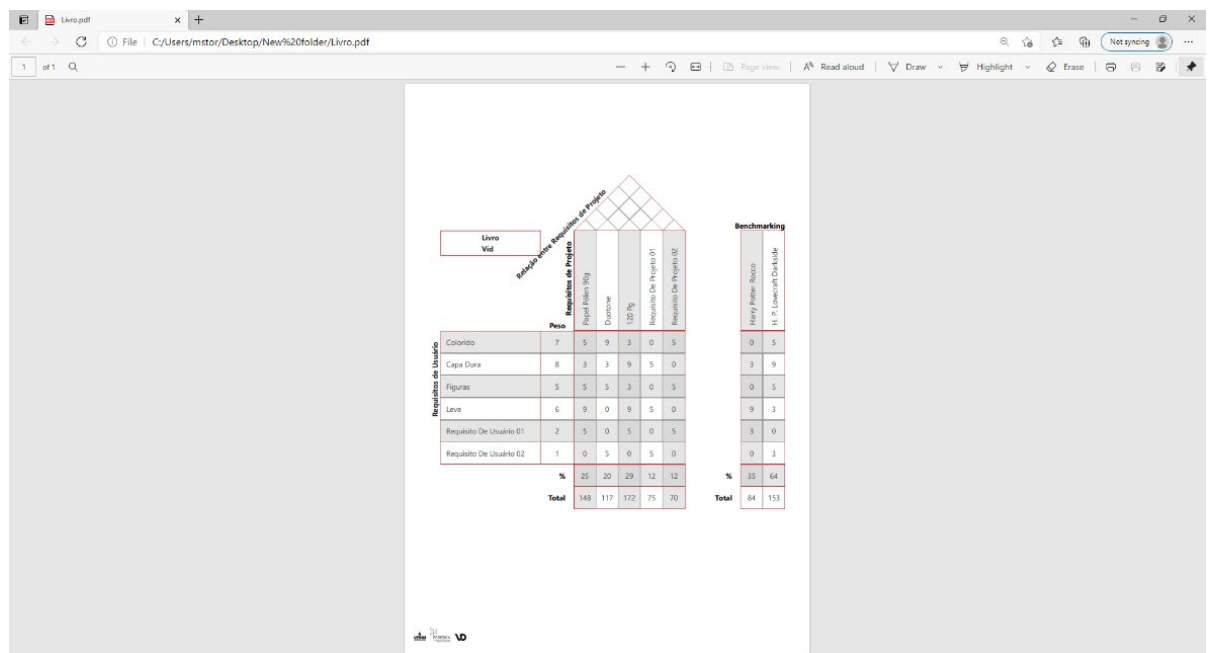 Livro.pdf
File C:/Users/mstor/Desktop/New%20folder/Livro.pdf
Not syncing
1 of 1
Page view
Read aloud
Draw
Highlight
Erase
Relação entre Requisitos de Projeto
Livro
Vid
Requisitos de Projeto
Papel Pólen 90g
Duotone
120 Pg
Requisito De Projeto 01
Requisito De Projeto 02
Benchmarking
Harry Potter Rocco
H. P. Lovecraft Darkside
Peso
Requisitos de Usuário
Colorido 7 5 9 3 0 5 0 5
Capa Dura 8 3 3 9 5 0 3 9
Figuras 5 5 5 3 0 5 0 5
Leve 6 9 0 9 5 0 9 3
Requisito De Usuário 01 2 5 0 5 0 5 3 0
Requisito De Usuário 02 1 0 5 0 5 0 0 3
% 25 20 29 12 12 % 35 64
Total 148 117 172 75 70 Total 84 153
VD